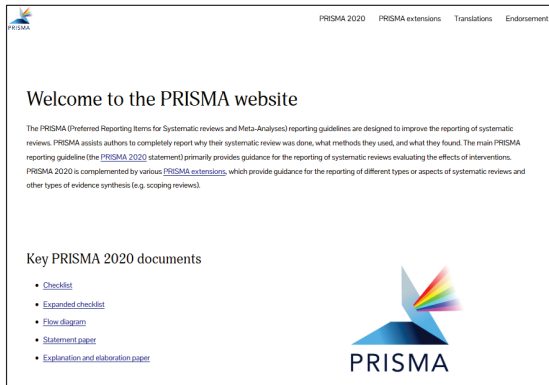 PRISMA
PRISMA 2020 PRISMA extensions Translations Endorsement
Welcome to the PRISMA website
The PRISMA (Preferred Reporting Items for Systematic reviews and Meta-Analyses) reporting guidelines are designed to improve the reporting of systematic
reviews. PRISMA assists authors to completely report why their systematic review was done, what methods they used, and what they found. The main PRISMA
reporting guideline (the PRISMA 2020 statement) primarily provides guidance for the reporting of systematic reviews evaluating the effects of interventions.
PRISMA 2020 is complemented by various PRISMA extensions, which provide guidance for the reporting of different types or aspects of systematic reviews and
other types of evidence synthesis (e.g. scoping reviews).
Key PRISMA 2020 documents
• Checklist
• Expanded checklist
• Flow diagram
• Statement paper
• Explanation and elaboration paper
PRISMA